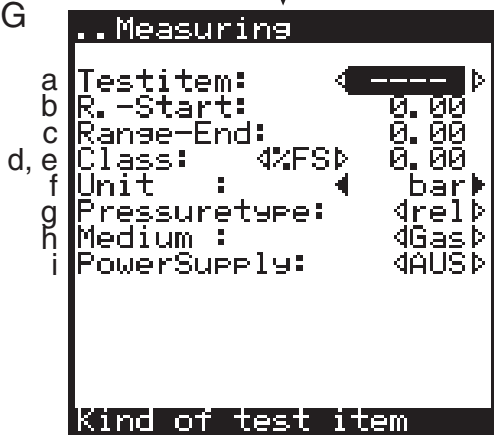 G
..Measuring
a Testitem: ◁ ---- ▷
b R.-Start: 0.00
c Range-End: 0.00
d, e Class: ◁%FS▷ 0.00
f Unit : ◀ bar▶
g Pressuretype: ◁rel▷
h Medium : ◁Gas▷
i PowerSupply: ◁AUS▷
Kind of test item